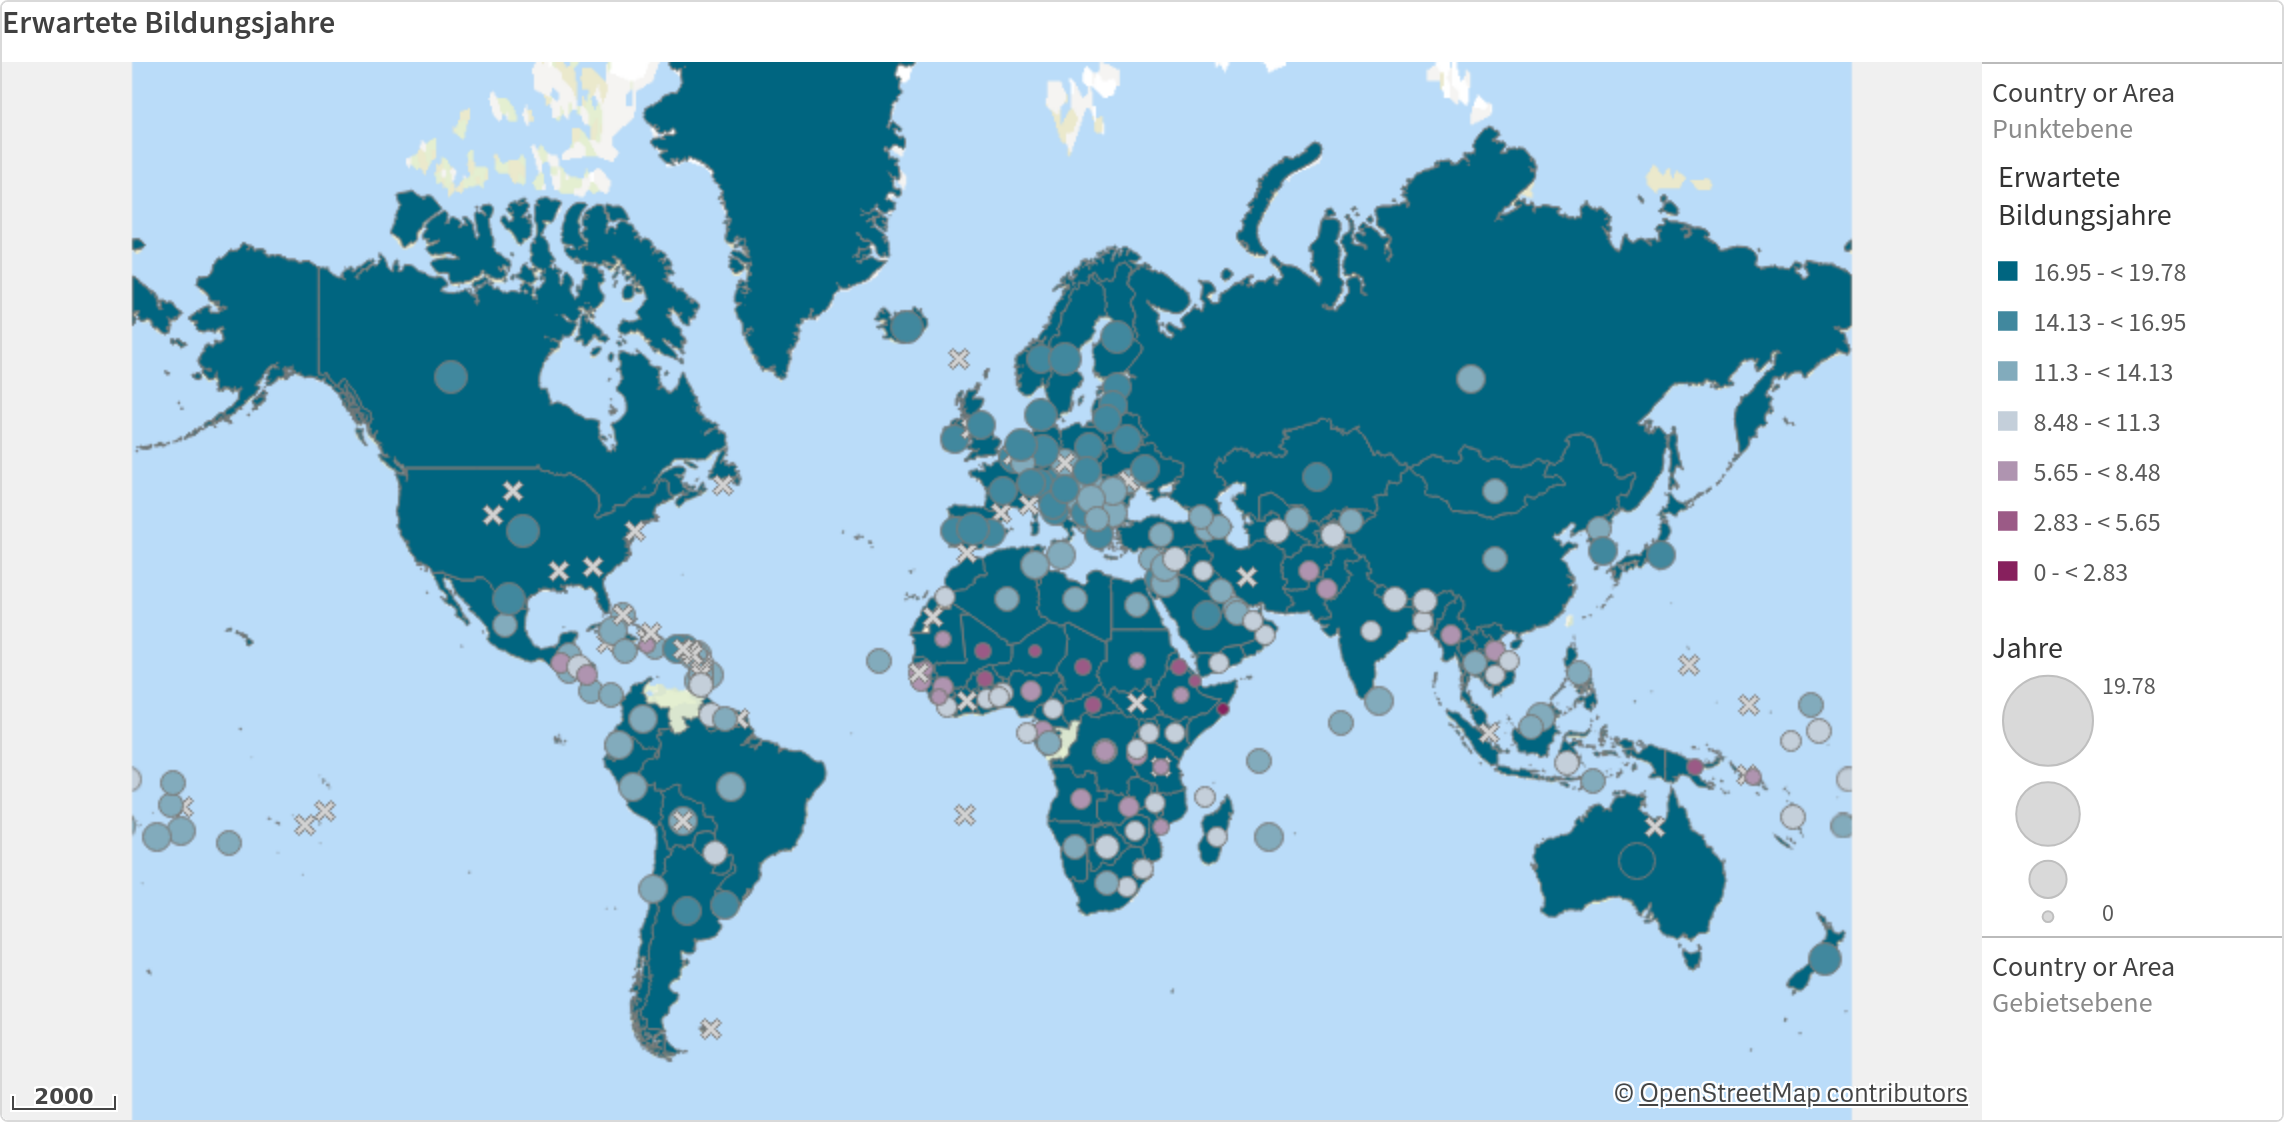 Erwartete Bildungsjahre
Country or Area
Punktebene
Erwartete
Bildungsjahre
16.95 - < 19.78
14.13 - < 16.95
11.3 - < 14.13
8.48 - < 11.3
5.65 - < 8.48
2.83 - < 5.65
0 - < 2.83
Jahre
19.78
0
Country or Area
Gebietsebene
2000
© OpenStreetMap contributors